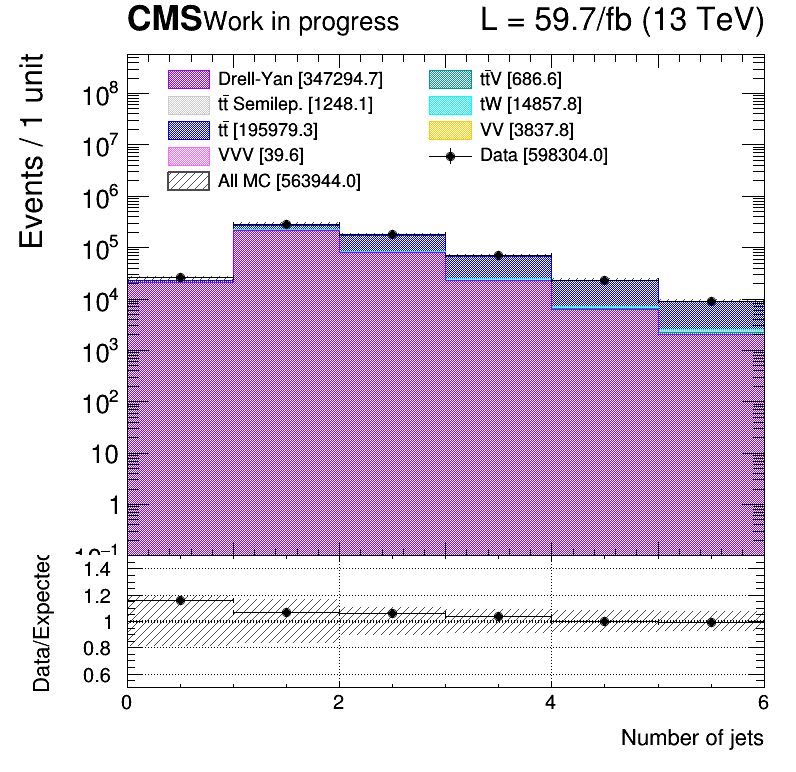 CMS Work in progress L = 59.7/fb (13 TeV)
Events / 1 unit
Drell-Yan [347294.7]
tt̄V [686.6]
tt̄ Semilep. [1248.1]
tW [14857.8]
tt̄ [195979.3]
VV [3837.8]
VVV [39.6]
Data [598304.0]
All MC [563944.0]
10⁸
10⁷
10⁶
10⁵
10⁴
10³
10²
10
1
10⁻¹
Data/Expected
1.4
1.2
1
0.8
0.6
0 2 4 6
Number of jets